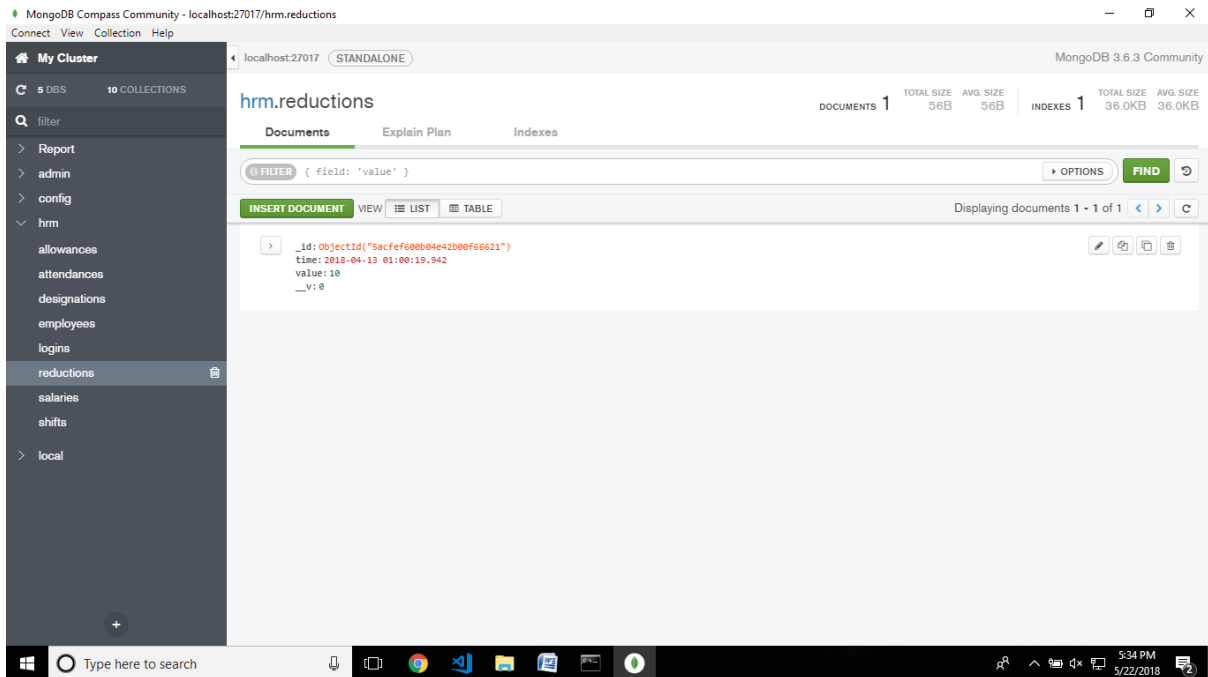 MongoDB Compass Community - localhost:27017/hrm.reductions
Connect View Collection Help
My Cluster
5 DBS 10 COLLECTIONS
filter
Report
admin
config
hrm
allowances
attendances
designations
employees
logins
reductions
salaries
shifts
local
localhost:27017 STANDALONE MongoDB 3.6.3 Community
hrm.reductions
DOCUMENTS 1 TOTAL SIZE 56B AVG. SIZE 56B INDEXES 1 TOTAL SIZE 36.0KB AVG. SIZE 36.0KB
Documents Explain Plan Indexes
FILTER { field: 'value' } OPTIONS FIND
INSERT DOCUMENT VIEW LIST TABLE Displaying documents 1 - 1 of 1
_id: ObjectId("5acfef600b04e42b00f66621")
time: 2018-04-13 01:00:19.942
value: 10
__v: 0
Type here to search
5:34 PM
5/22/2018
2